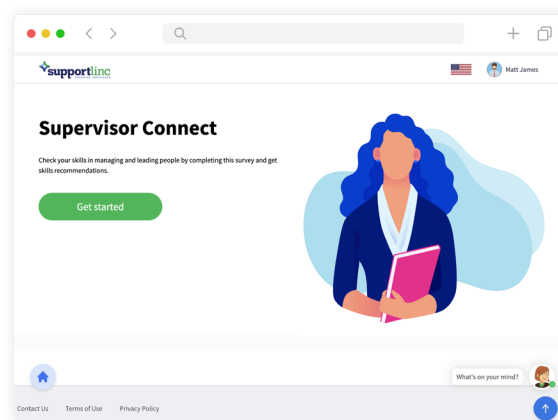 supportlinc
Matt James
Supervisor Connect
Check your skills in managing and leading people by completing this survey and get
skills recommendations.
Get started
What's on your mind?
Contact Us
Terms of Use
Privacy Policy